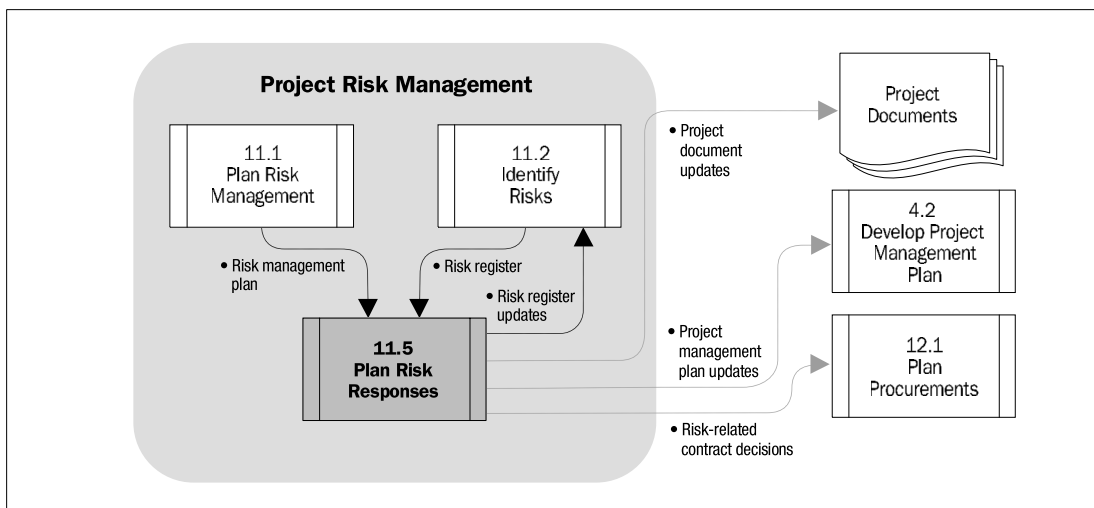 Project Risk Management
11.1
Plan Risk
Management
11.2
Identify
Risks
• Risk management
plan
• Risk register
• Risk register
updates
11.5
Plan Risk
Responses
• Project
document
updates
Project
Documents
4.2
Develop Project
Management
Plan
• Project
management
plan updates
12.1
Plan
Procurements
• Risk-related
contract decisions